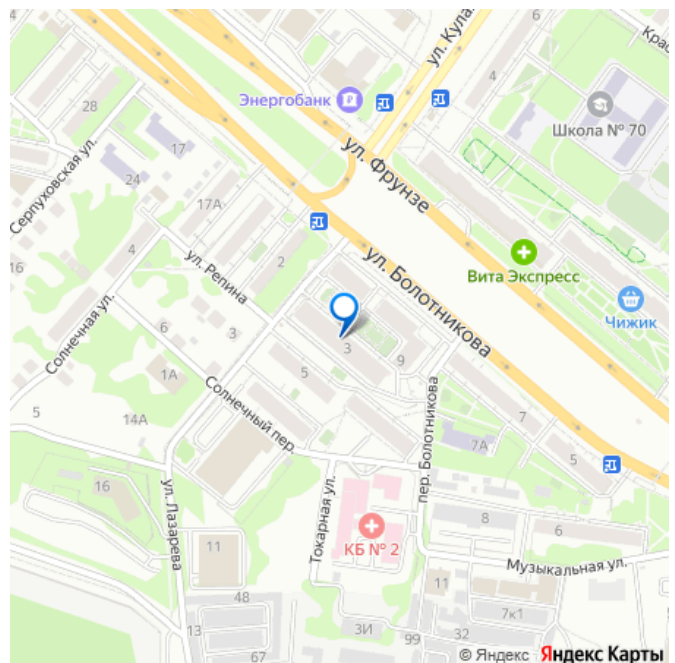 6
ул. Кула
Крас
Энергобанк
4
Школа № 70
28
17
ул. Фрунзе
Серпуховская ул.
24
17А
4
2
ул. Болотникова
Вита Экспресс
16
ул. Репина
Чижик
Солнечная ул.
6
3
3
9
1А
5
Солнечный пер.
5
14А
7
пер. Болотникова
7А
5
16
ул. Лазарева
Токарная ул.
8
6
КБ № 2
11
Музыкальная ул.
11
48
7к1
13
3И
99
32
67
© Яндекс Яндекс Карты